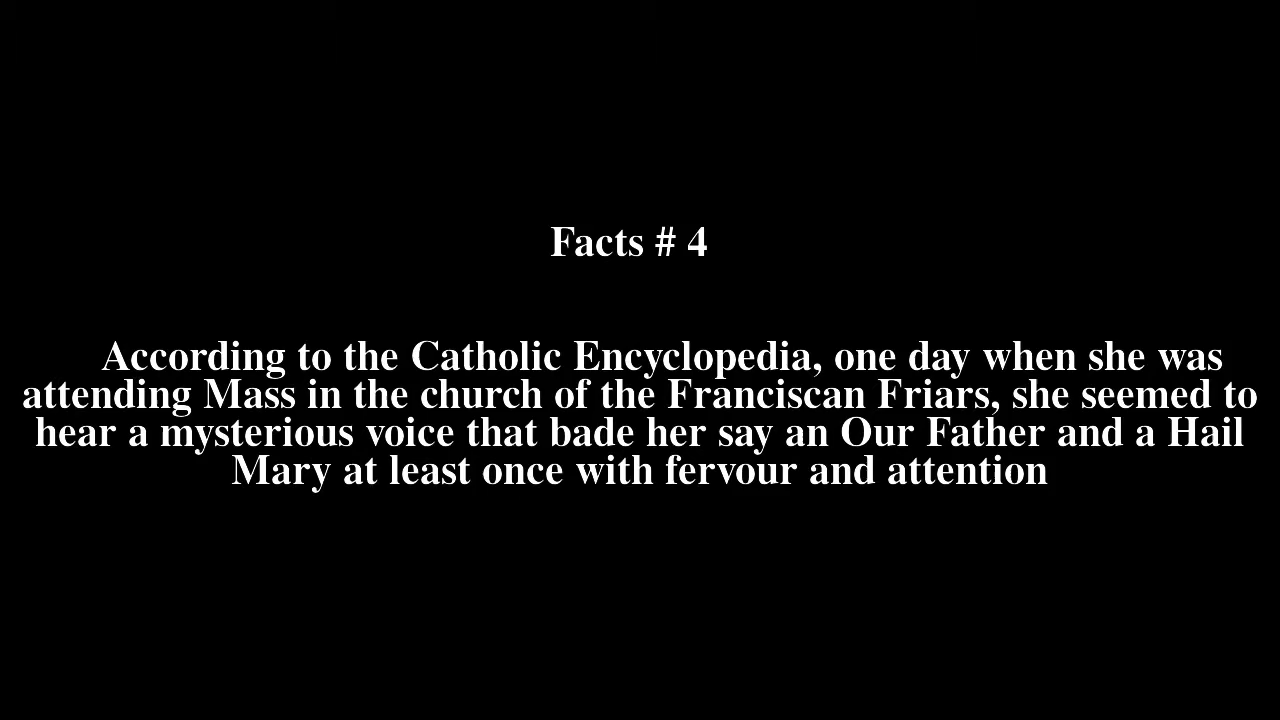 Facts # 4
According to the Catholic Encyclopedia, one day when she was
attending Mass in the church of the Franciscan Friars, she seemed to
hear a mysterious voice that bade her say an Our Father and a Hail
Mary at least once with fervour and attention